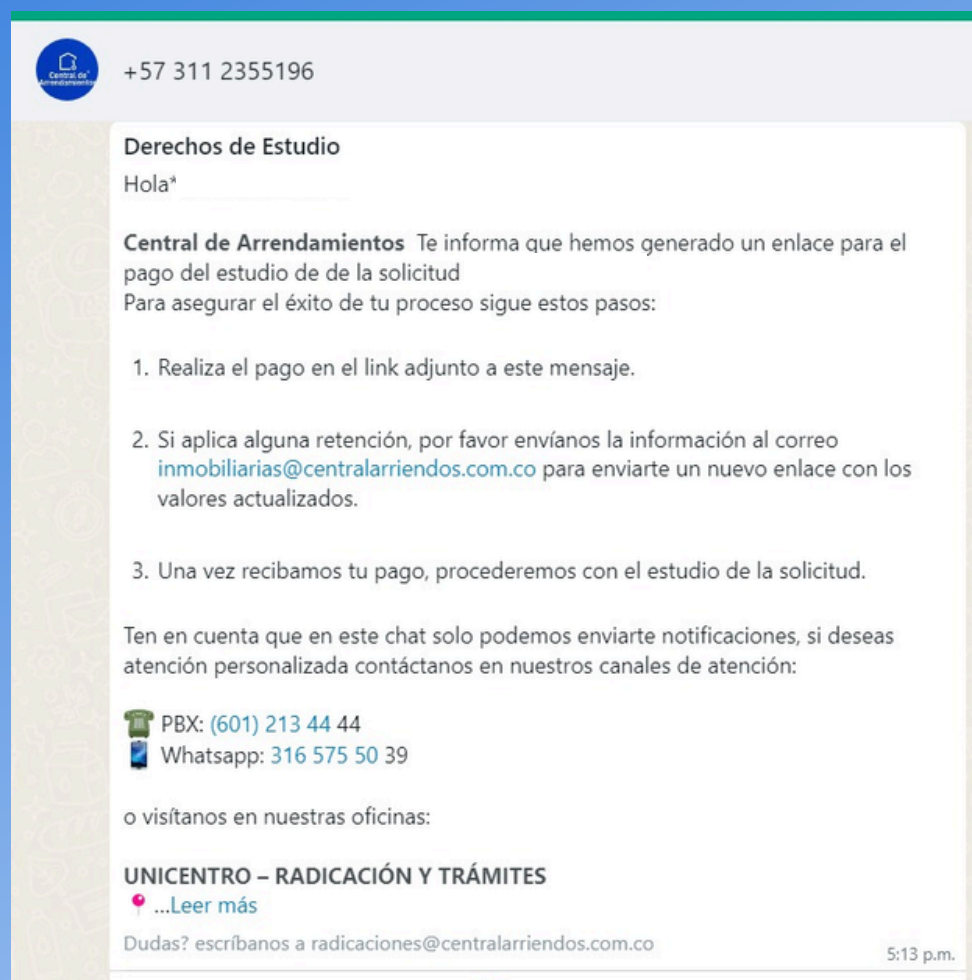 Central de
Arrendamientos
+57 311 2355196
Derechos de Estudio
Hola*
Central de Arrendamientos Te informa que hemos generado un enlace para el
pago del estudio de de la solicitud
Para asegurar el éxito de tu proceso sigue estos pasos:
1. Realiza el pago en el link adjunto a este mensaje.
2. Si aplica alguna retención, por favor envíanos la información al correo
inmobiliarias@centralarriendos.com.co para enviarte un nuevo enlace con los
valores actualizados.
3. Una vez recibamos tu pago, procederemos con el estudio de la solicitud.
Ten en cuenta que en este chat solo podemos enviarte notificaciones, si deseas
atención personalizada contáctanos en nuestros canales de atención:
PBX: (601) 213 44 44
Whatsapp: 316 575 50 39
o visítanos en nuestras oficinas:
UNICENTRO – RADICACIÓN Y TRÁMITES
...Leer más
Dudas? escríbanos a radicaciones@centralarriendos.com.co
5:13 p.m.